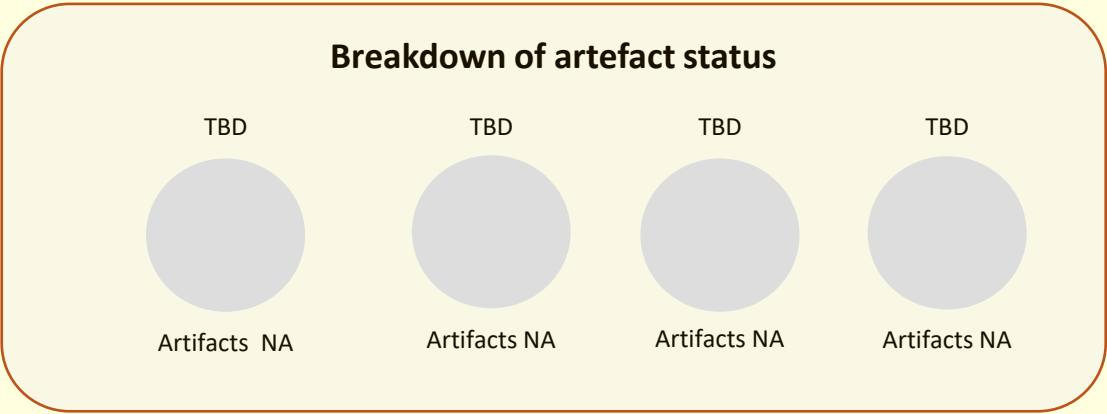 Breakdown of artefact status
TBD TBD TBD TBD
Artifacts  NA Artifacts NA Artifacts NA Artifacts NA